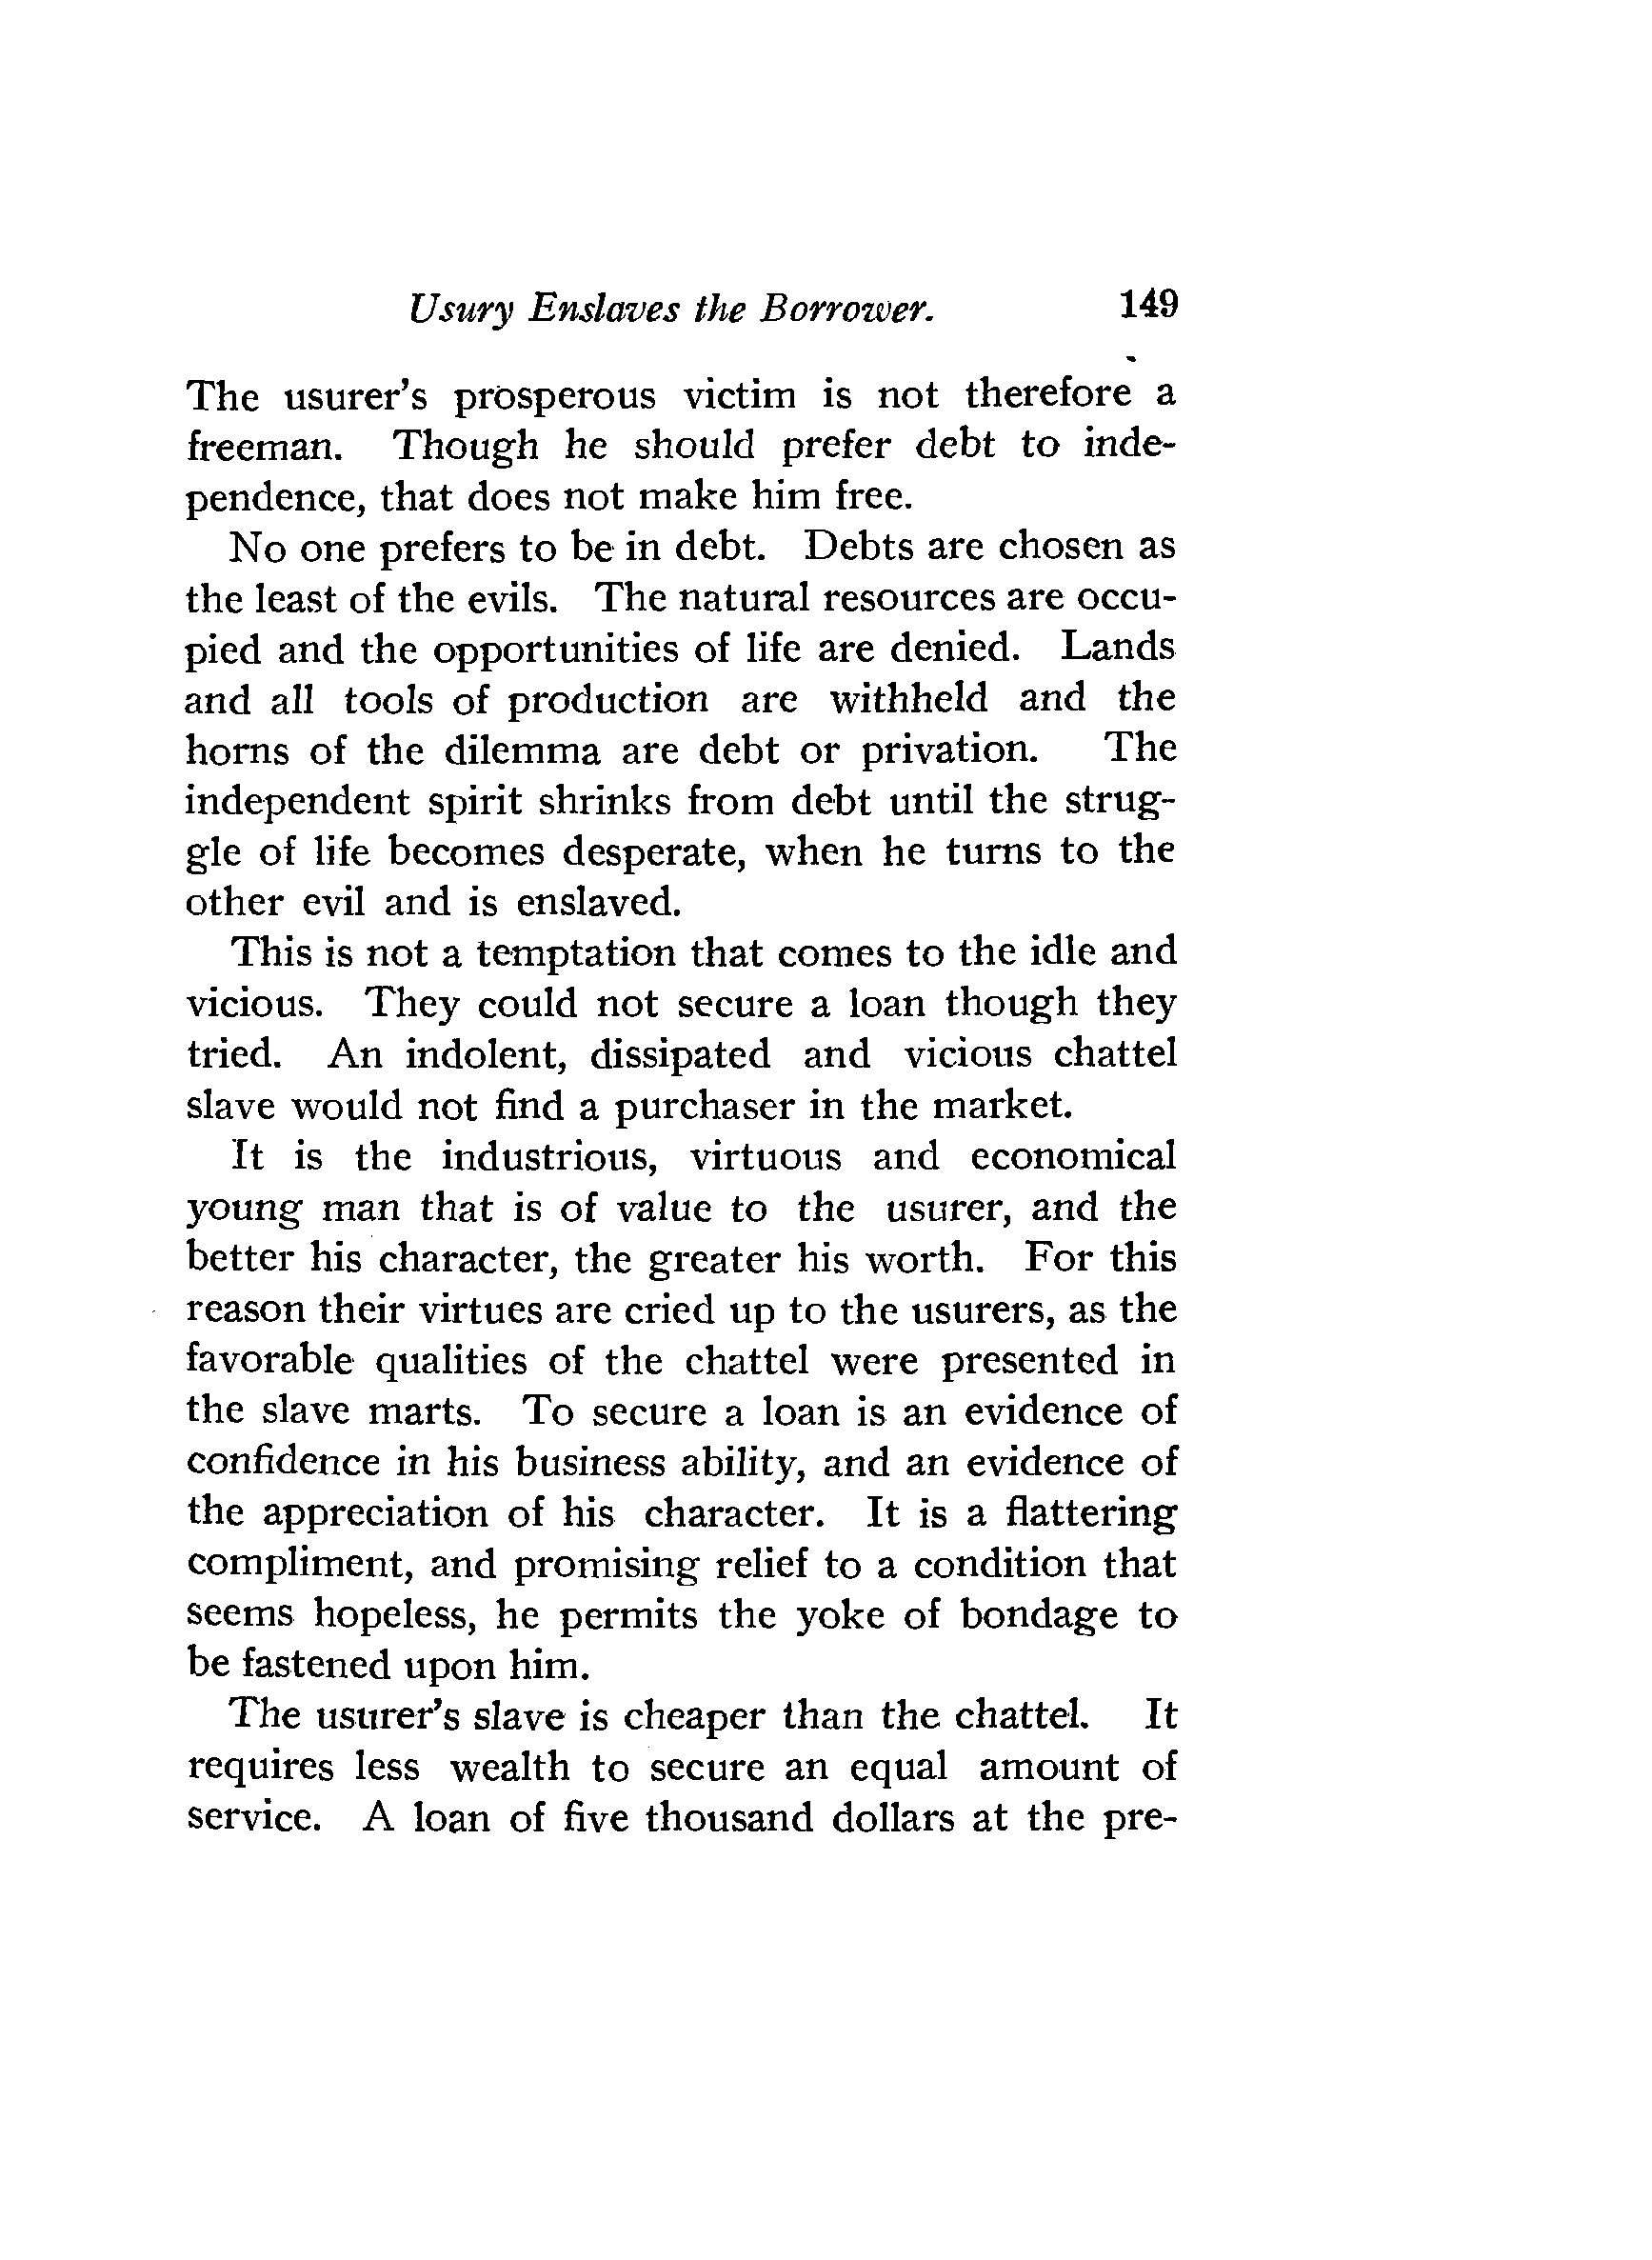 Usury Enslaves the Borrower. 149
The usurer's prosperous victim is not therefore a
freeman. Though he should prefer debt to inde-
pendence, that does not make him free.
No one prefers to be in debt. Debts are chosen as
the least of the evils. The natural resources are occu-
pied and the opportunities of life are denied. Lands
and all tools of production are withheld and the
horns of the dilemma are debt or privation. The
independent spirit shrinks from debt until the strug-
gle of life becomes desperate, when he turns to the
other evil and is enslaved.
This is not a temptation that comes to the idle and
vicious. They could not secure a loan though they
tried. An indolent, dissipated and vicious chattel
slave would not find a purchaser in the market.
It is the industrious, virtuous and economical
young man that is of value to the usurer, and the
better his character, the greater his worth. For this
reason their virtues are cried up to the usurers, as the
favorable qualities of the chattel were presented in
the slave marts. To secure a loan is an evidence of
confidence in his business ability, and an evidence of
the appreciation of his character. It is a flattering
compliment, and promising relief to a condition that
seems hopeless, he permits the yoke of bondage to
be fastened upon him.
The usurer's slave is cheaper than the chattel. It
requires less wealth to secure an equal amount of
service. A loan of five thousand dollars at the pre-